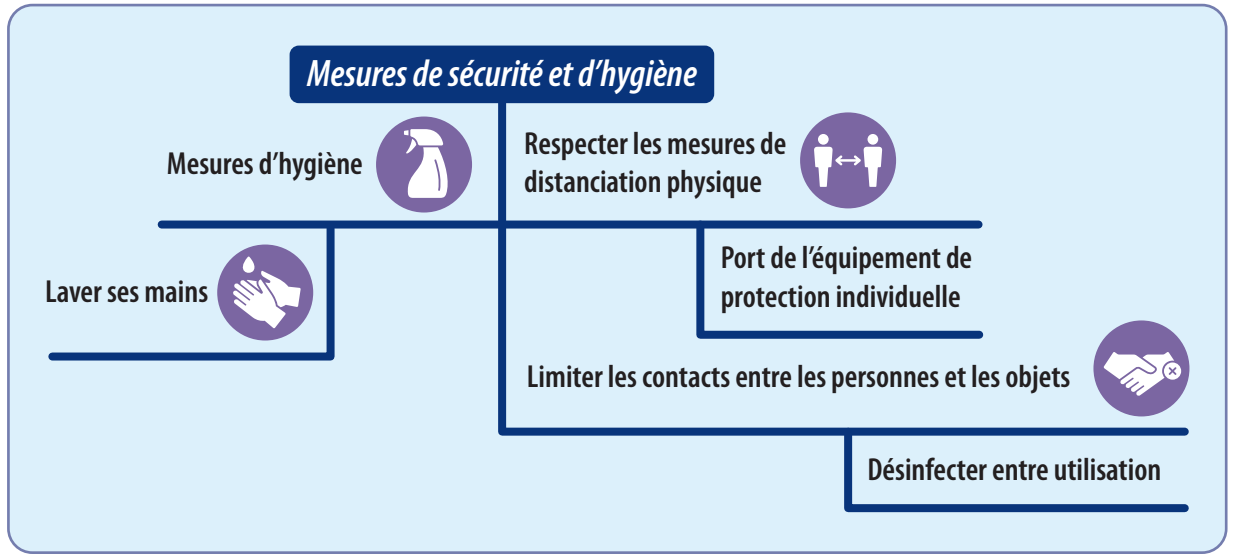 Mesures de sécurité et d'hygiène
Mesures d'hygiène
Respecter les mesures de
distanciation physique
Laver ses mains
Port de l'équipement de
protection individuelle
Limiter les contacts entre les personnes et les objets
Désinfecter entre utilisation